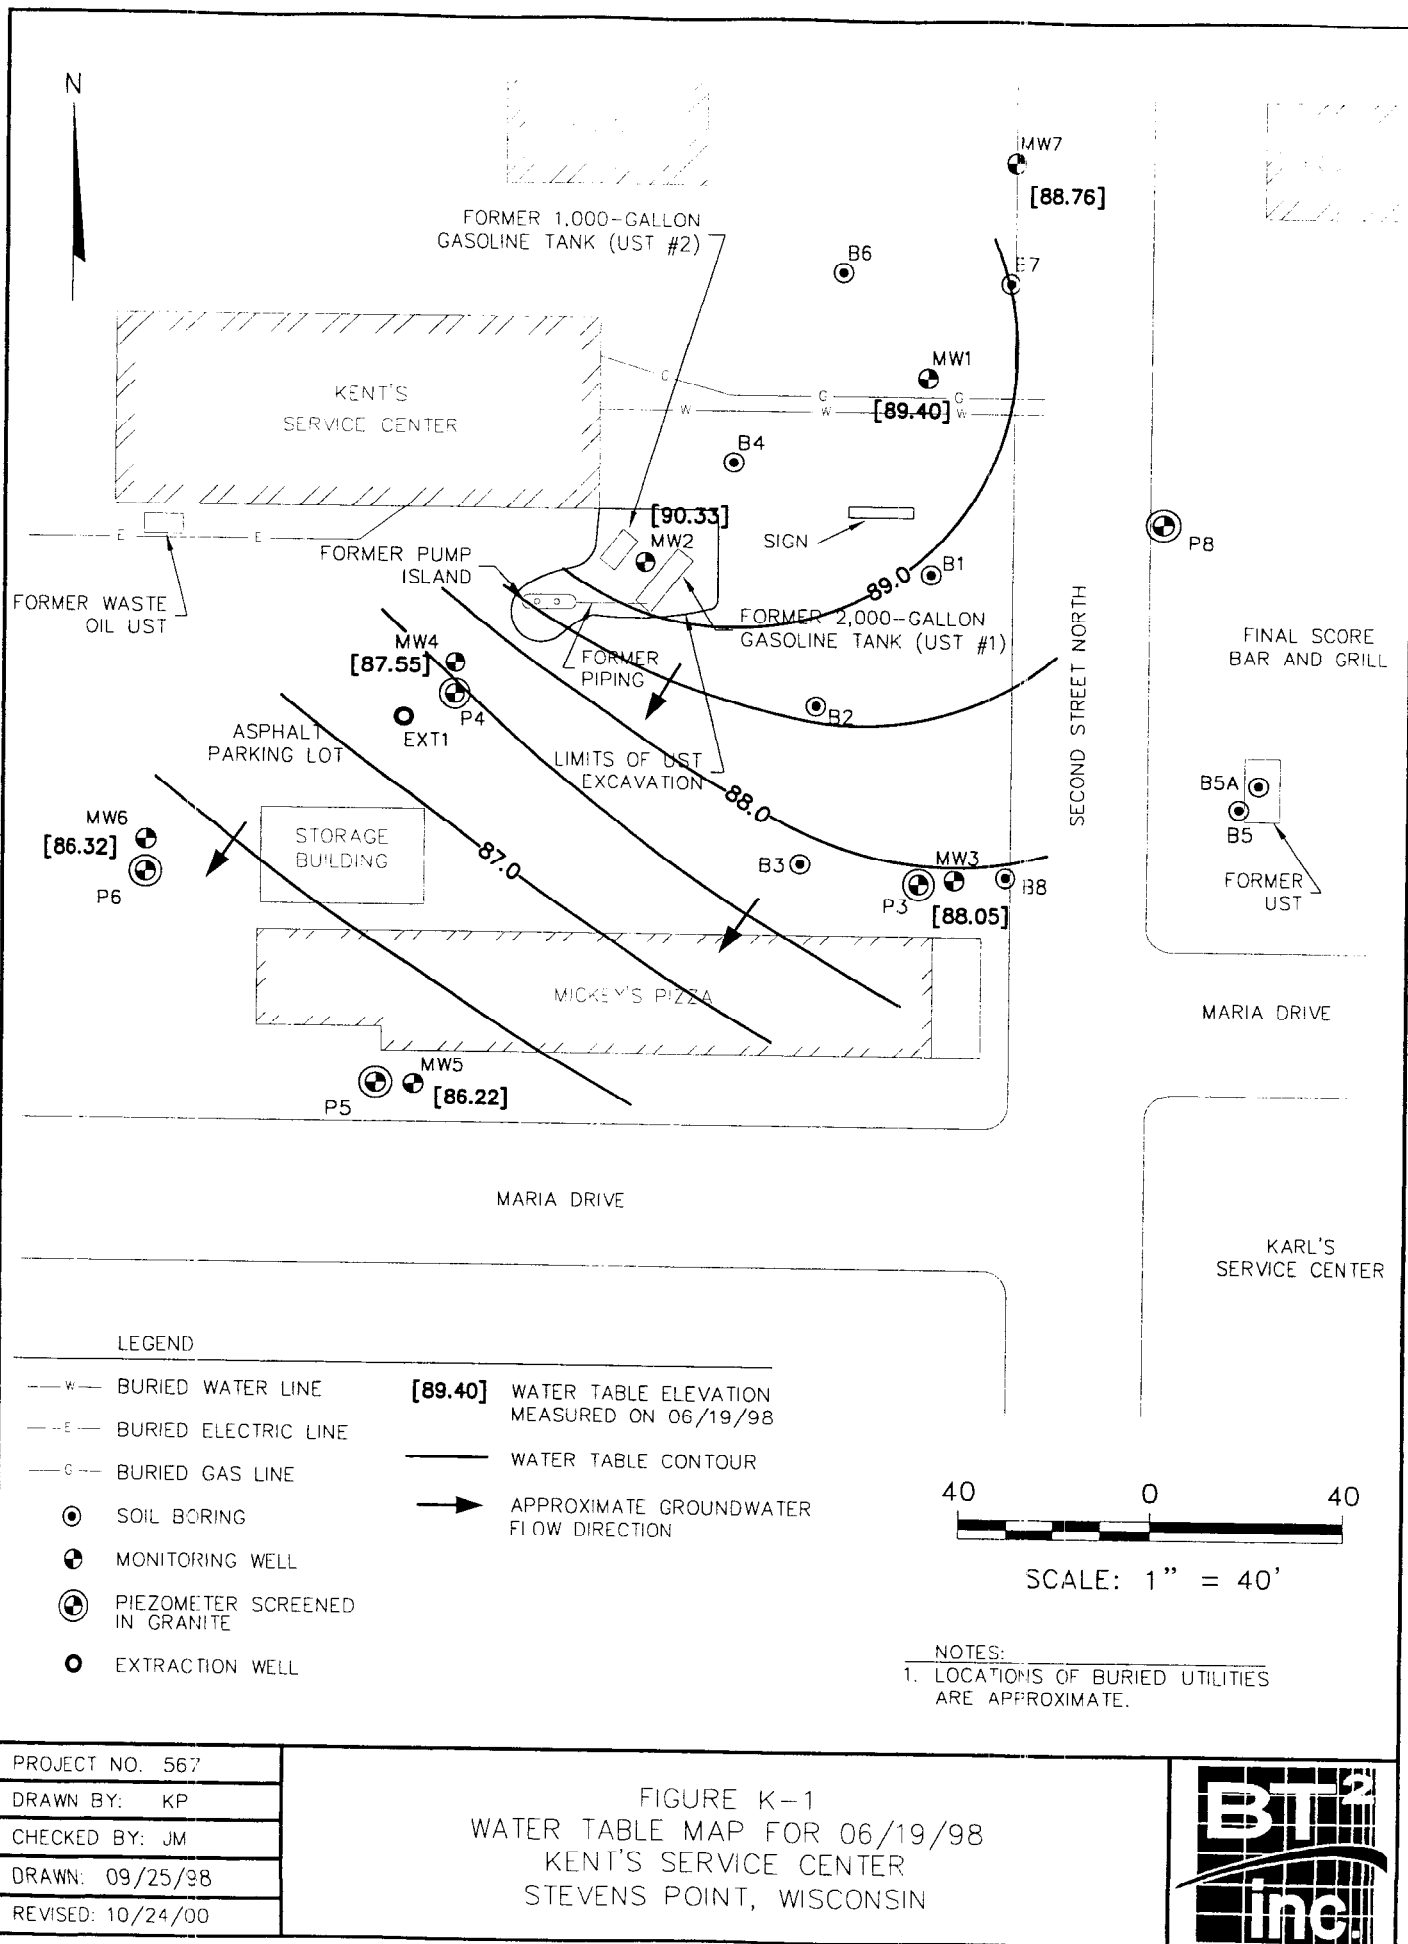 N
MW7
[88.76]
FORMER 1,000-GALLON
GASOLINE TANK (UST #2)
B6
MW1
G
G
G
W
W
[89.40]
W
KENT'S
SERVICE CENTER
B4
[90.33]
MW2
SIGN
P8
E
E
FORMER PUMP
ISLAND
89.0
B1
FORMER WASTE
OIL UST
FORMER 2,000-GALLON
GASOLINE TANK (UST #1)
MW4
[87.55]
FORMER
PIPING
SECOND STREET NORTH
FINAL SCORE
BAR AND GRILL
P4
B2
ASPHALT
PARKING LOT
EXT1
LIMITS OF UST
EXCAVATION
88.0
B5A
B5
MW6
[86.32]
P6
STORAGE
BUILDING
87.0
B3
MW3
P3
B8
[88.05]
FORMER
UST
MICKEY'S PIZZA
MARIA DRIVE
MW5
P5
[86.22]
MARIA DRIVE
KARL'S
SERVICE CENTER
LEGEND
W BURIED WATER LINE
E BURIED ELECTRIC LINE
G BURIED GAS LINE
SOIL BORING
MONITORING WELL
PIEZOMETER SCREENED
IN GRANITE
EXTRACTION WELL
[89.40] WATER TABLE ELEVATION
MEASURED ON 06/19/98
WATER TABLE CONTOUR
APPROXIMATE GROUNDWATER
FLOW DIRECTION
40 0 40
SCALE: 1" = 40'
NOTES:
1. LOCATIONS OF BURIED UTILITIES
ARE APPROXIMATE.
PROJECT NO. 567
DRAWN BY: KP
CHECKED BY: JM
DRAWN: 09/25/98
REVISED: 10/24/00
FIGURE K-1
WATER TABLE MAP FOR 06/19/98
KENT'S SERVICE CENTER
STEVENS POINT, WISCONSIN
BT²
inc.